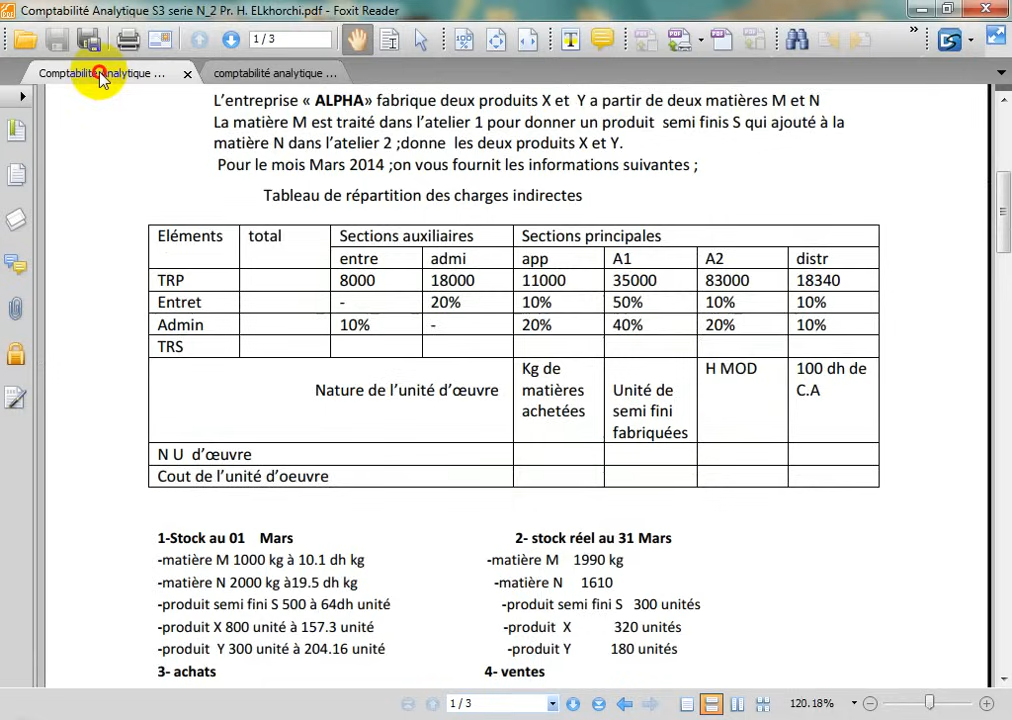 Comptabilité Analytique S3 serie N_2 Pr. H. ELkhorchi.pdf - Foxit Reader
1 / 3
Comptabilité Analytique ...
comptabilité analytique ...
L'entreprise « ALPHA» fabrique deux produits X et Y a partir de deux matières M et N
La matière M est traité dans l'atelier 1 pour donner un produit semi finis S qui ajouté à la
matière N dans l'atelier 2 ;donne les deux produits X et Y.
Pour le mois Mars 2014 ;on vous fournit les informations suivantes ;
Tableau de répartition des charges indirectes
Eléments total Sections auxiliaires Sections principales
entre admi app A1 A2 distr
TRP 8000 18000 11000 35000 83000 18340
Entret - 20% 10% 50% 10% 10%
Admin 10% - 20% 40% 20% 10%
TRS
Nature de l'unité d'œuvre
Kg de
matières
achetées
Unité de
semi fini
fabriquées
H MOD
100 dh de
C.A
N U d'œuvre
Cout de l'unité d'oeuvre
1-Stock au 01 Mars
-matière M 1000 kg à 10.1 dh kg
-matière N 2000 kg à19.5 dh kg
-produit semi fini S 500 à 64dh unité
-produit X 800 unité à 157.3 unité
-produit Y 300 unité à 204.16 unité
3- achats
2- stock réel au 31 Mars
-matière M 1990 kg
-matière N 1610
-produit semi fini S 300 unités
-produit X 320 unités
-produit Y 180 unités
4- ventes
1 / 3
120.18%